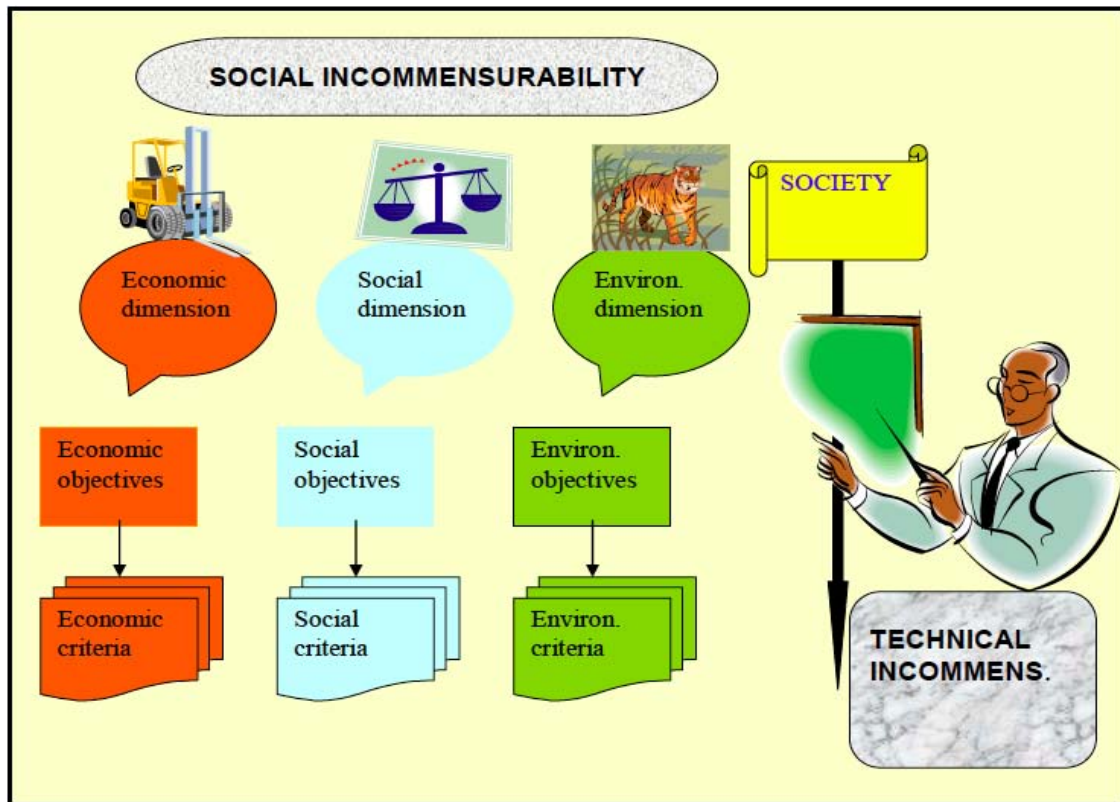 SOCIAL INCOMMENSURABILITY
SOCIETY
Economic
dimension
Social
dimension
Environ.
dimension
Economic
objectives
Social
objectives
Environ.
objectives
Economic
criteria
Social
criteria
Environ.
criteria
TECHNICAL
INCOMMENS.